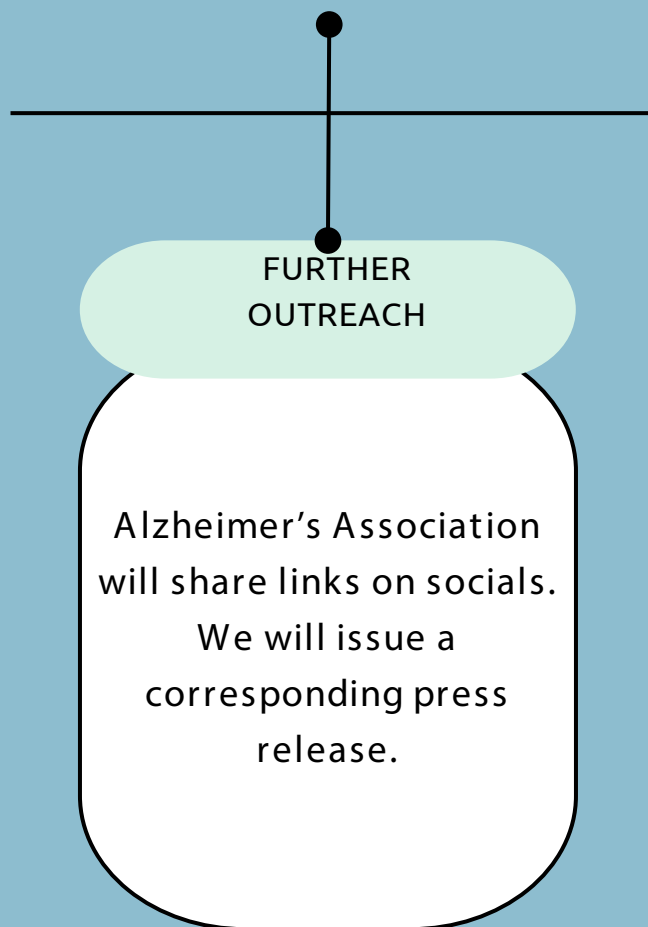 FURTHER
OUTREACH
Alzheimer’s Association
will share links on socials.
We will issue a
corresponding press
release.